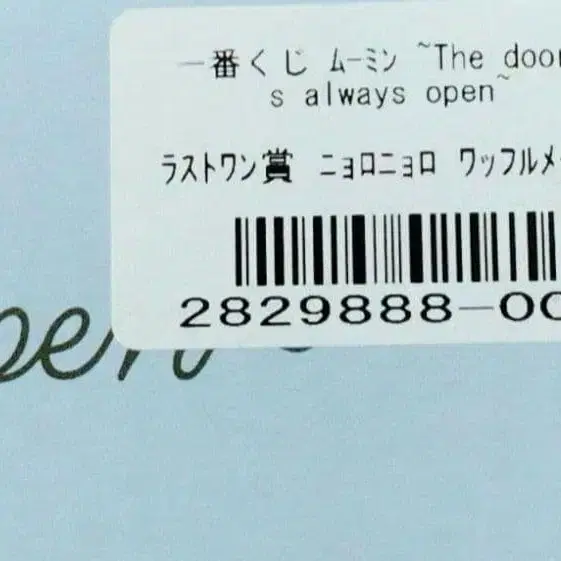 一番くじ ムーミン ~The door
s always open~
ラストワン賞 ニョロニョロ ワッフルメ
2829888-00
pen